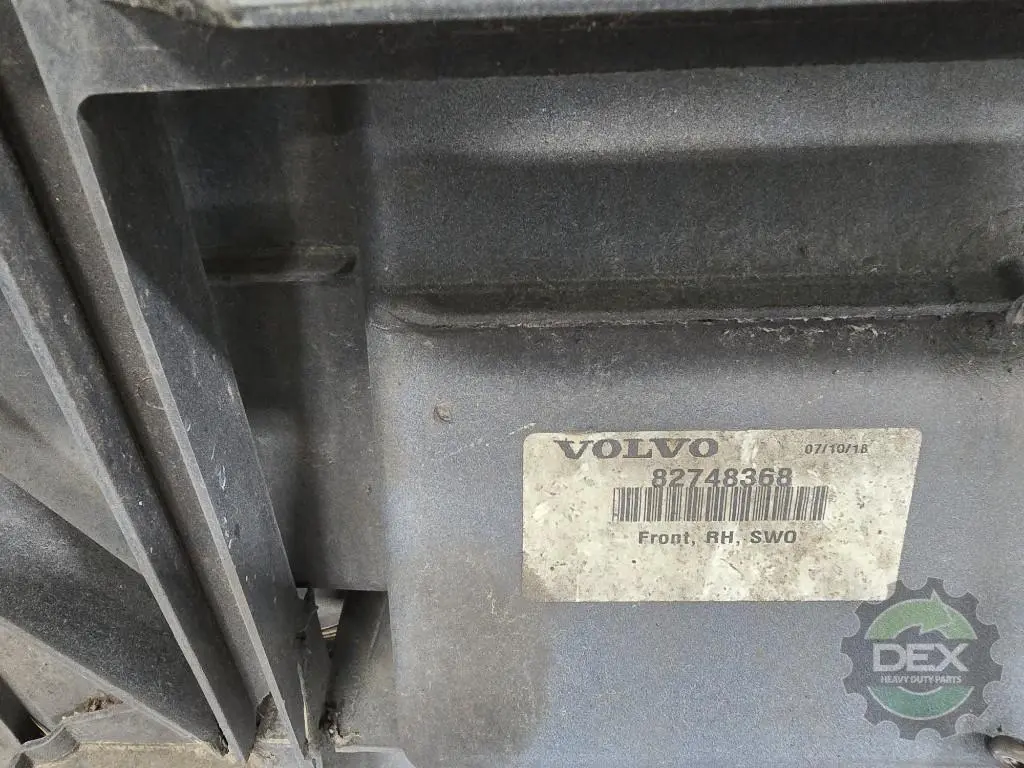 VOLVO
07/10/18
82748368
Front, RH, SWO
DEX
HEAVY DUTY PARTS